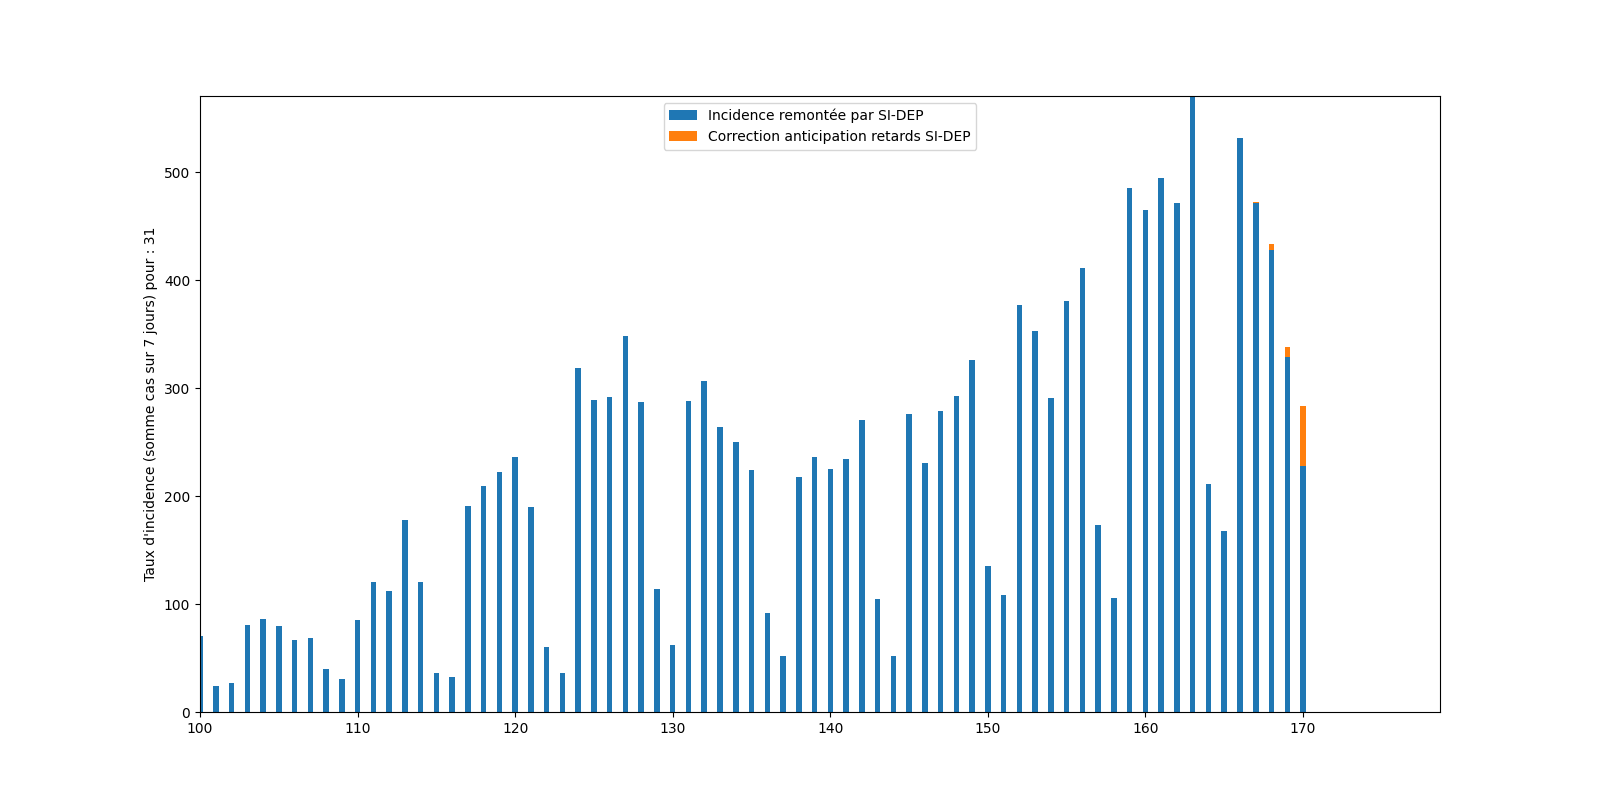 Incidence remontée par SI-DEP
Correction anticipation retards SI-DEP
Taux d'incidence (somme cas sur 7 jours) pour : 31
500
400
300
200
100
0
100 110 120 130 140 150 160 170